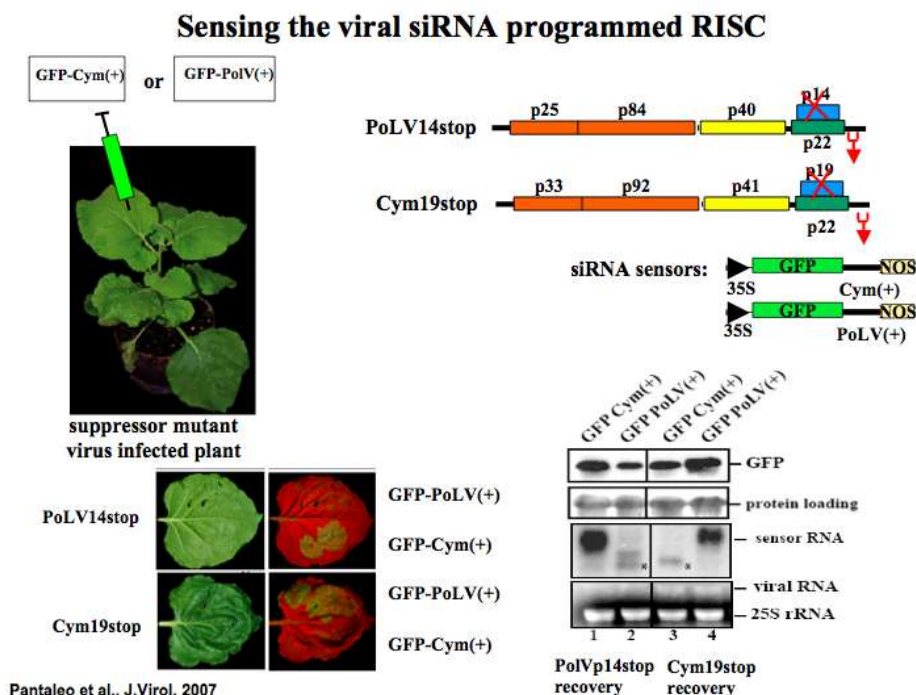 Sensing the viral siRNA programmed RISC
GFP-Cym(+)
or
GFP-PolV(+)
p14
p25
p84
p40
PoLV14stop
p22
p19
p33
p92
p41
Cym19stop
p22
siRNA sensors:
GFP
NOS
35S
Cym(+)
GFP
NOS
35S
PoLV(+)
suppressor mutant
virus infected plant
GFP Cym(+)
GFP PoLV(+)
GFP Cym(+)
GFP PoLV(+)
GFP
protein loading
sensor RNA
*
*
viral RNA
25S rRNA
1 2 3 4
PolVp14stop
recovery
Cym19stop
recovery
PoLV14stop
GFP-PoLV(+)
GFP-Cym(+)
Cym19stop
GFP-PoLV(+)
GFP-Cym(+)
Pantaleo et al., J.Virol, 2007